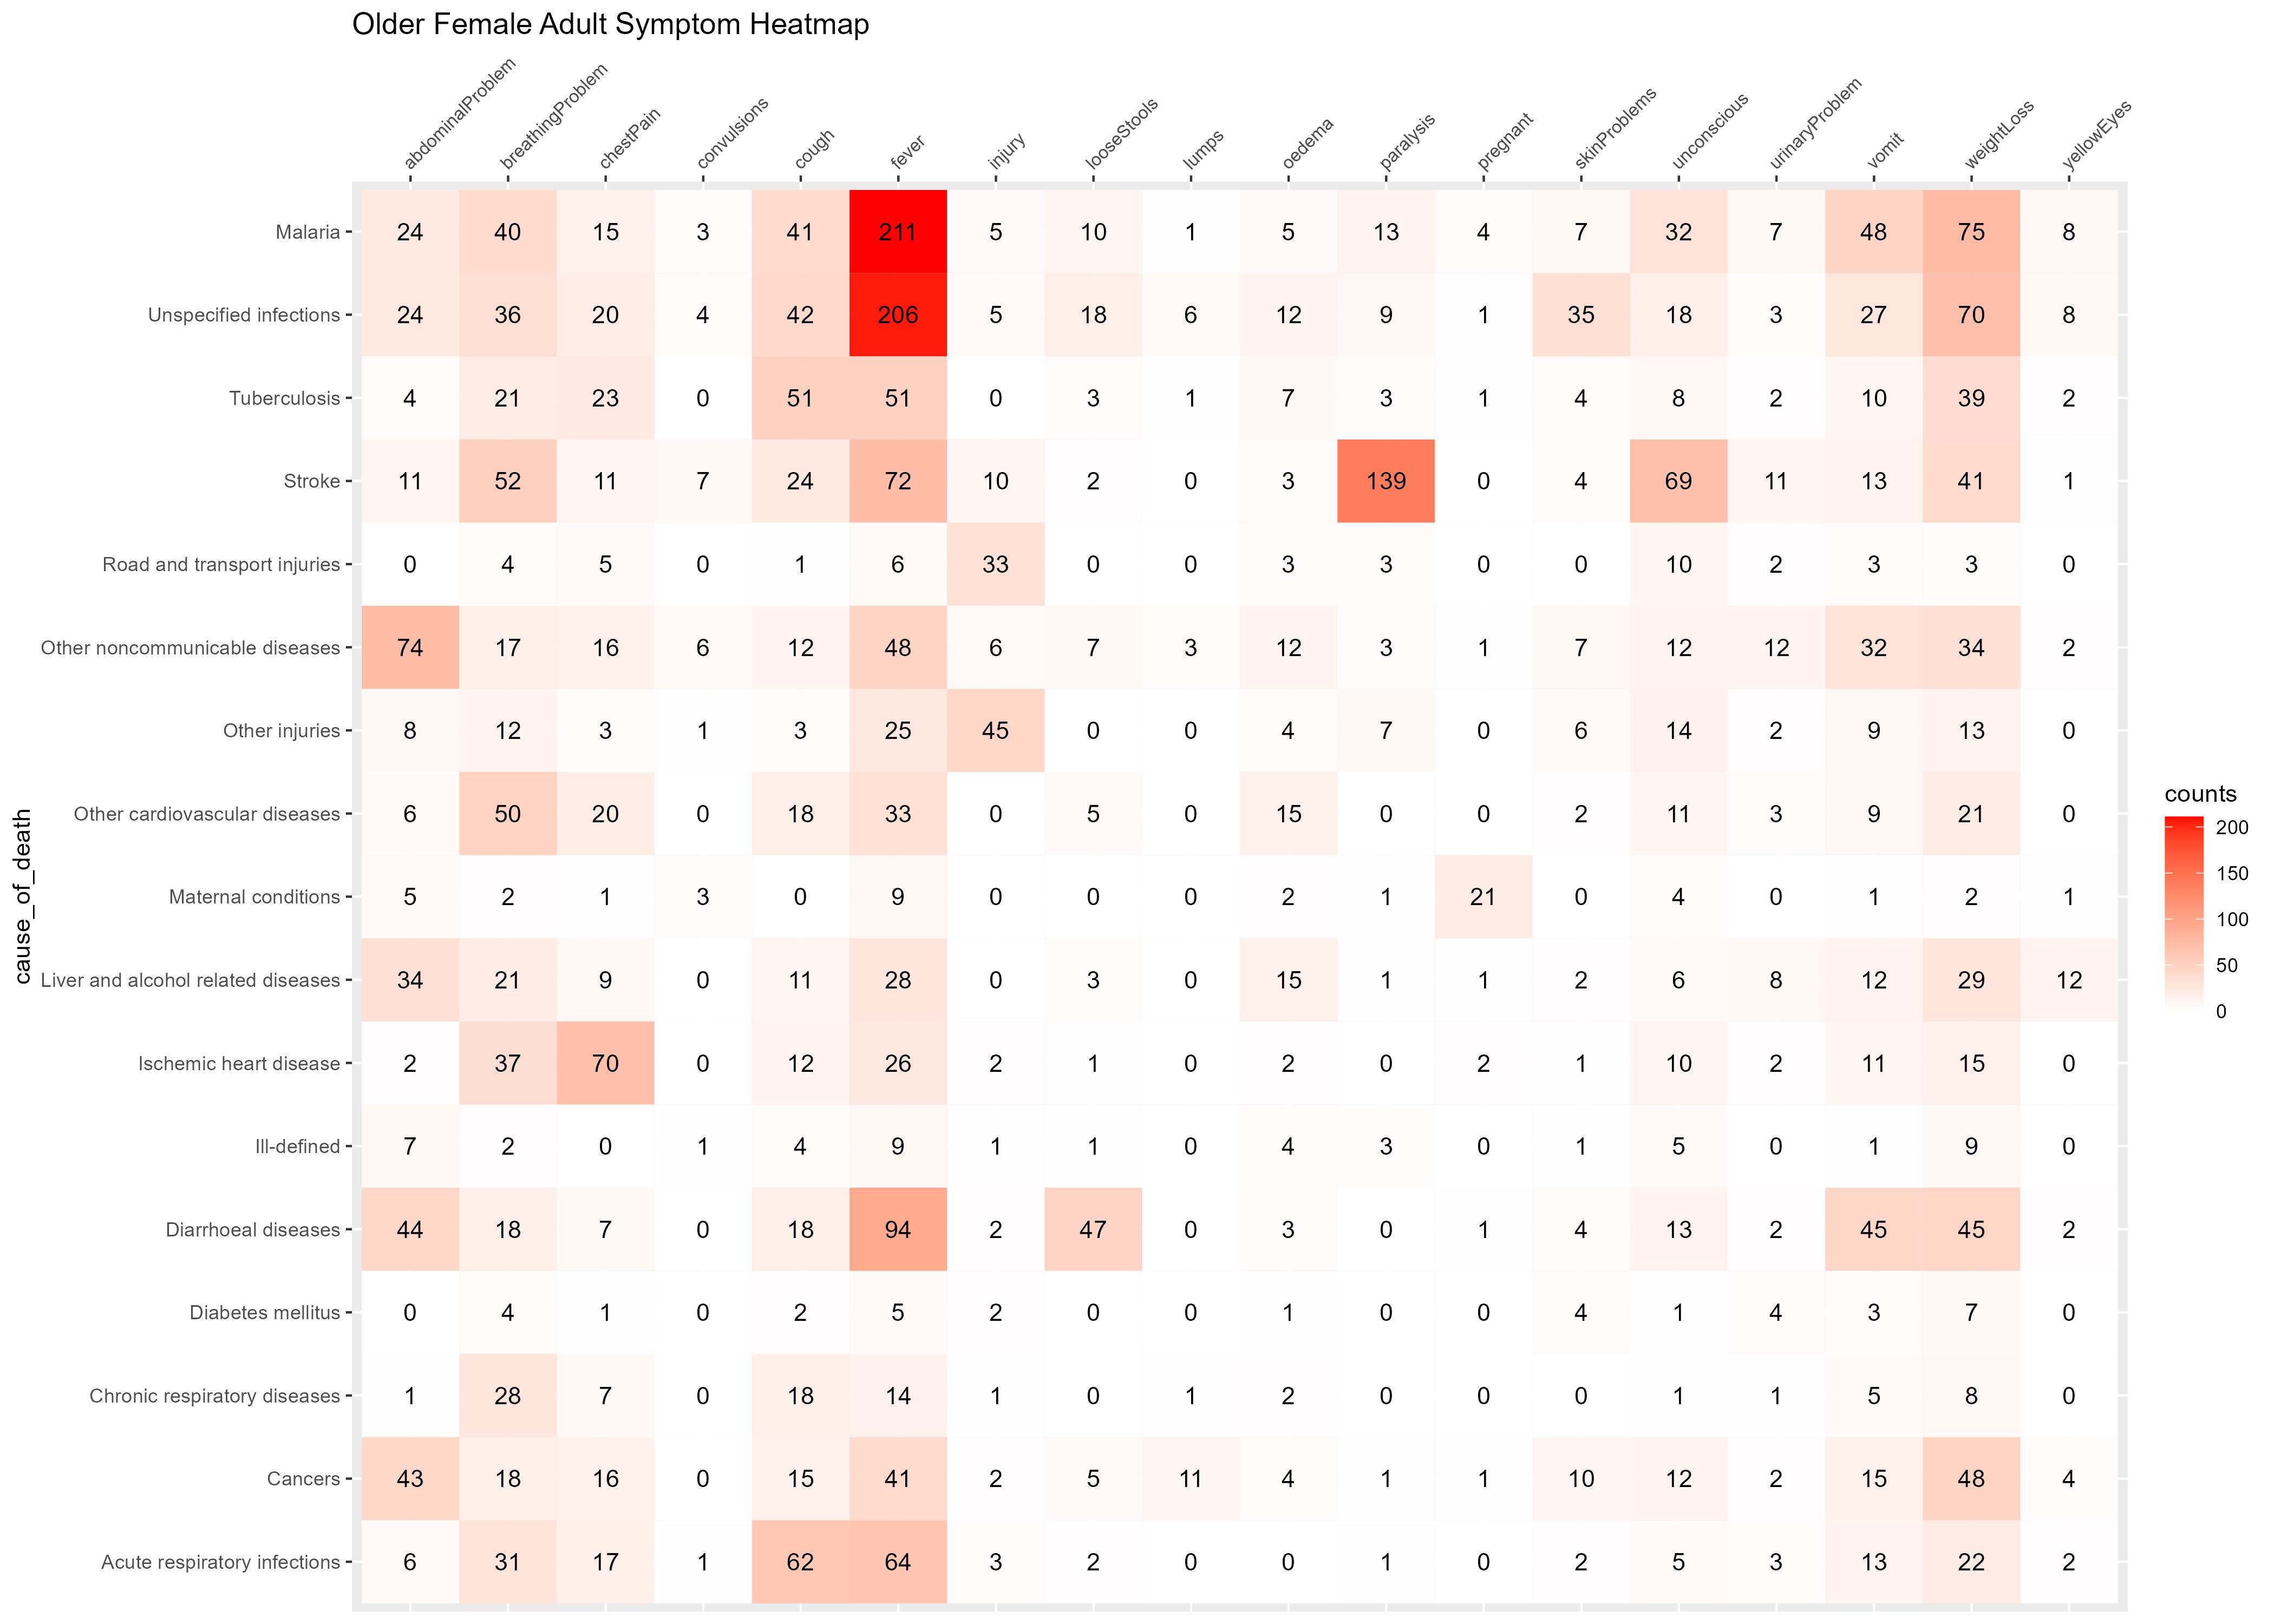 Older Female Adult Symptom Heatmap
abdominalProblem breathingProblem chestPain convulsions cough fever injury looseStools lumps oedema paralysis pregnant skinProblems unconscious urinaryProblem vomit weightLoss yellowEyes
Malaria 24 40 15 3 41 211 5 10 1 5 13 4 7 32 7 48 75 8
Unspecified infections 24 36 20 4 42 206 5 18 6 12 9 1 35 18 3 27 70 8
Tuberculosis 4 21 23 0 51 51 0 3 1 7 3 1 4 8 2 10 39 2
Stroke 11 52 11 7 24 72 10 2 0 3 139 0 4 69 11 13 41 1
Road and transport injuries 0 4 5 0 1 6 33 0 0 3 3 0 0 10 2 3 3 0
Other noncommunicable diseases 74 17 16 6 12 48 6 7 3 12 3 1 7 12 12 32 34 2
Other injuries 8 12 3 1 3 25 45 0 0 4 7 0 6 14 2 9 13 0
Other cardiovascular diseases 6 50 20 0 18 33 0 5 0 15 0 0 2 11 3 9 21 0
Maternal conditions 5 2 1 3 0 9 0 0 0 2 1 21 0 4 0 1 2 1
Liver and alcohol related diseases 34 21 9 0 11 28 0 3 0 15 1 1 2 6 8 12 29 12
Ischemic heart disease 2 37 70 0 12 26 2 1 0 2 0 2 1 10 2 11 15 0
Ill-defined 7 2 0 1 4 9 1 1 0 4 3 0 1 5 0 1 9 0
Diarrhoeal diseases 44 18 7 0 18 94 2 47 0 3 0 1 4 13 2 45 45 2
Diabetes mellitus 0 4 1 0 2 5 2 0 0 1 0 0 4 1 4 3 7 0
Chronic respiratory diseases 1 28 7 0 18 14 1 0 1 2 0 0 0 1 1 5 8 0
Cancers 43 18 16 0 15 41 2 5 11 4 1 1 10 12 2 15 48 4
Acute respiratory infections 6 31 17 1 62 64 3 2 0 0 1 0 2 5 3 13 22 2
cause_of_death
counts
200
150
100
50
0